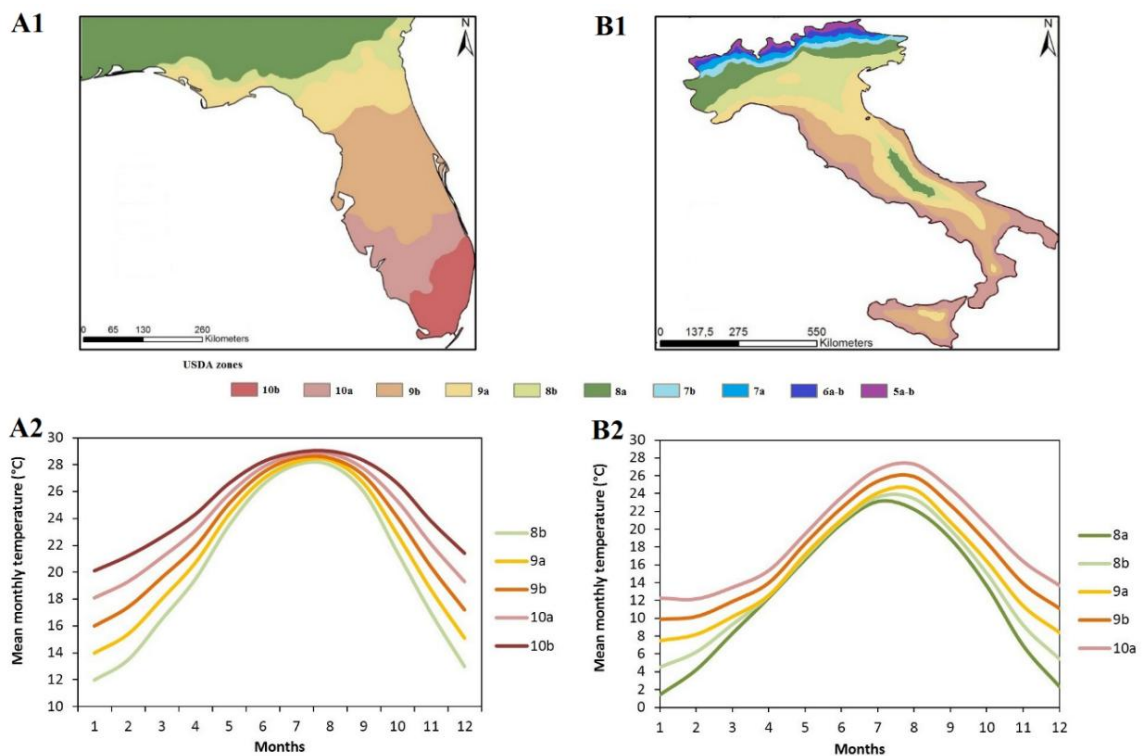 A1
N
0 65 130 260
Kilometers
B1
N
0 137,5 275 550
Kilometers
USDA zones
10b 10a 9b 9a 8b 8a 7b 7a 6a-b 5a-b
A2
Mean monthly temperature (°C)
30
28
26
24
22
20
18
16
14
12
10
1 2 3 4 5 6 7 8 9 10 11 12
Months
8b
9a
9b
10a
10b
B2
Mean monthly temperature (°C)
30
28
26
24
22
20
18
16
14
12
10
8
6
4
2
0
1 2 3 4 5 6 7 8 9 10 11 12
Months
8a
8b
9a
9b
10a